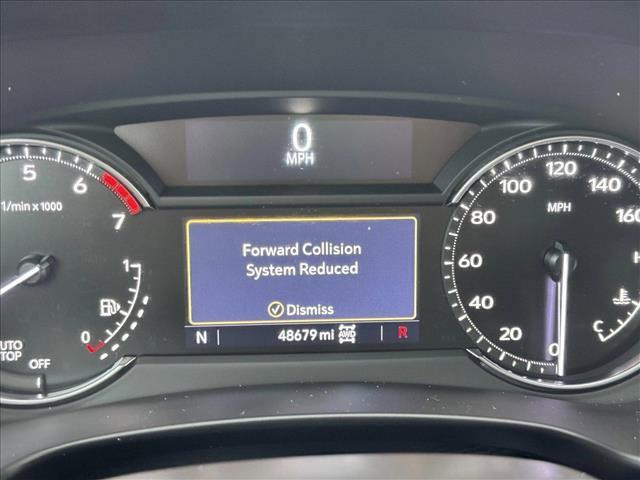 0
MPH
5
6
7
1/min x 1000
1
0
AUTO
STOP
OFF
Forward Collision
System Reduced
Dismiss
N
48679 mi
AWD
R
0
20
40
60
80
100
120
140
160
MPH
H
C